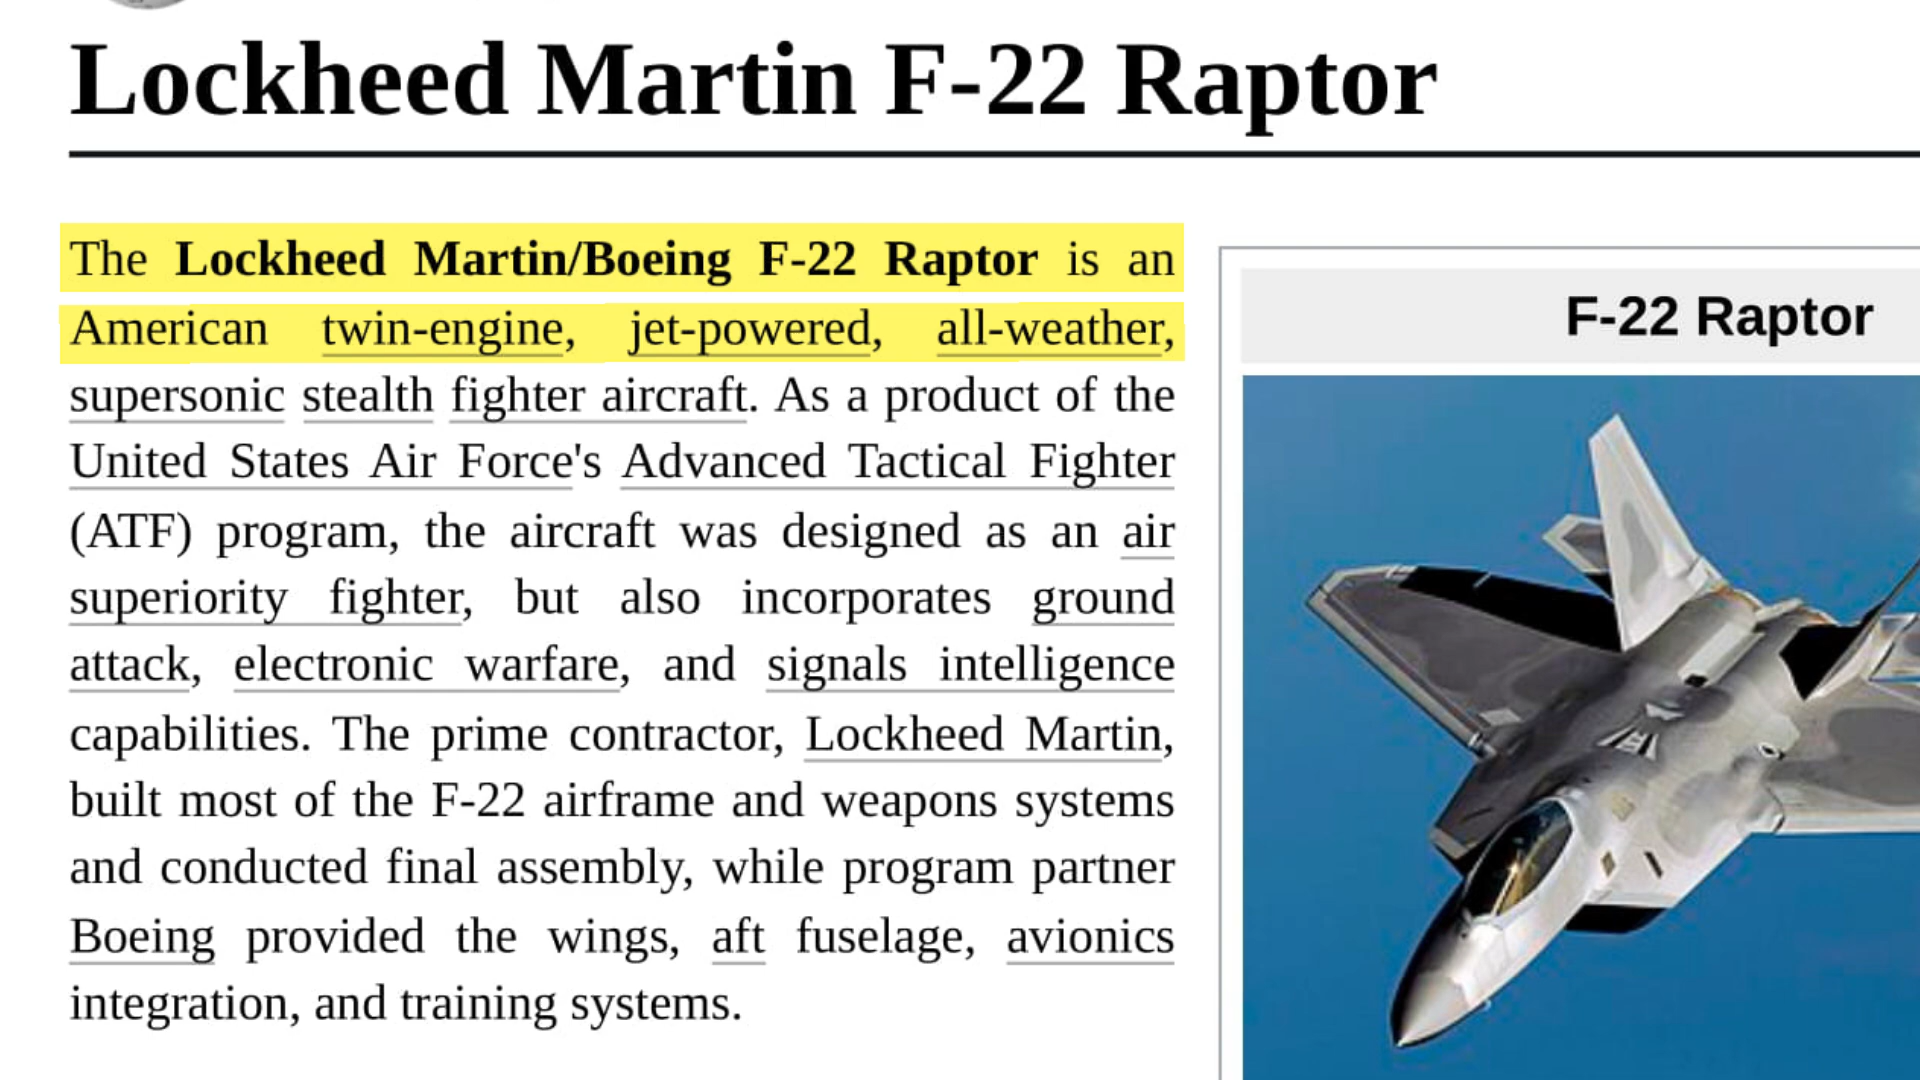 Lockheed Martin F-22 Raptor
The Lockheed Martin/Boeing F-22 Raptor is an
American twin-engine, jet-powered, all-weather,
supersonic stealth fighter aircraft. As a product of the
United States Air Force's Advanced Tactical Fighter
(ATF) program, the aircraft was designed as an air
superiority fighter, but also incorporates ground
attack, electronic warfare, and signals intelligence
capabilities. The prime contractor, Lockheed Martin,
built most of the F-22 airframe and weapons systems
and conducted final assembly, while program partner
Boeing provided the wings, aft fuselage, avionics
integration, and training systems.
F-22 Raptor